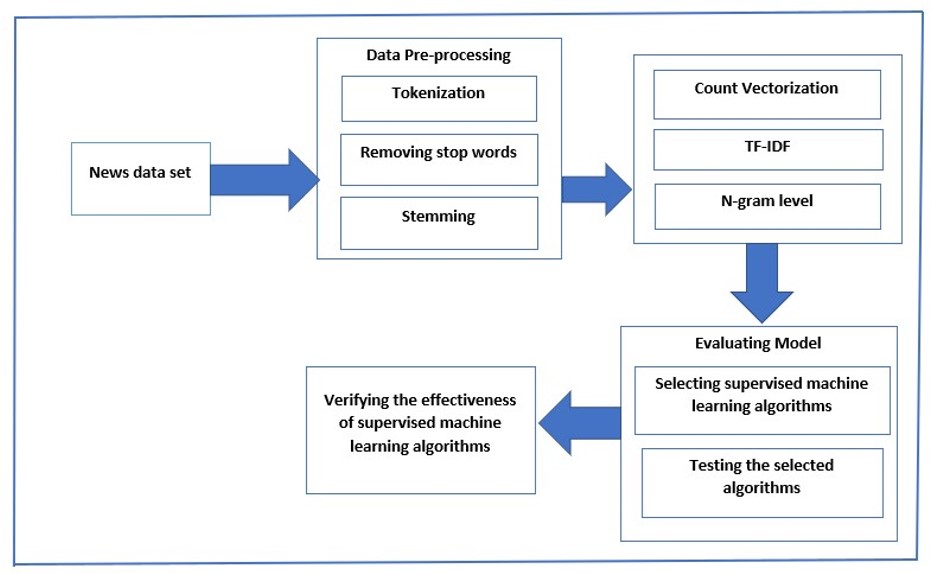 News data set
Data Pre-processing
Tokenization
Removing stop words
Stemming
Count Vectorization
TF-IDF
N-gram level
Evaluating Model
Selecting supervised machine
learning algorithms
Testing the selected
algorithms
Verifying the effectiveness
of supervised machine
learning algorithms